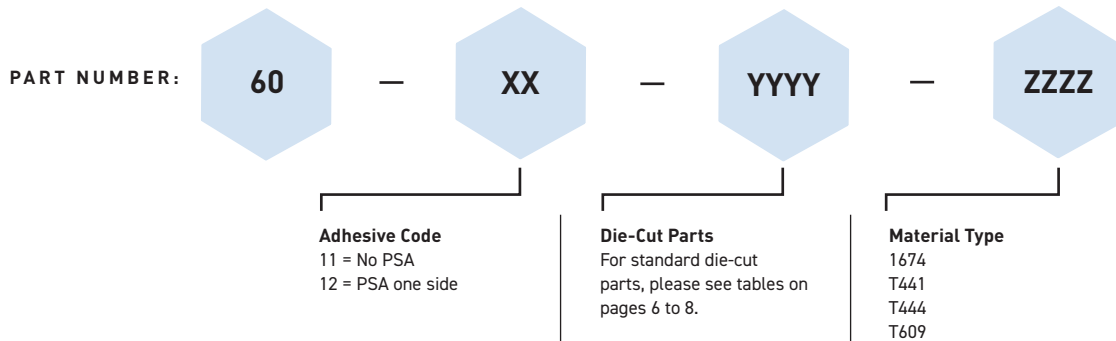 PART NUMBER: 60 — XX — YYYY — ZZZZ
Adhesive Code
11 = No PSA
12 = PSA one side
Die-Cut Parts
For standard die-cut
parts, please see tables on
pages 6 to 8.
Material Type
1674
T441
T444
T609